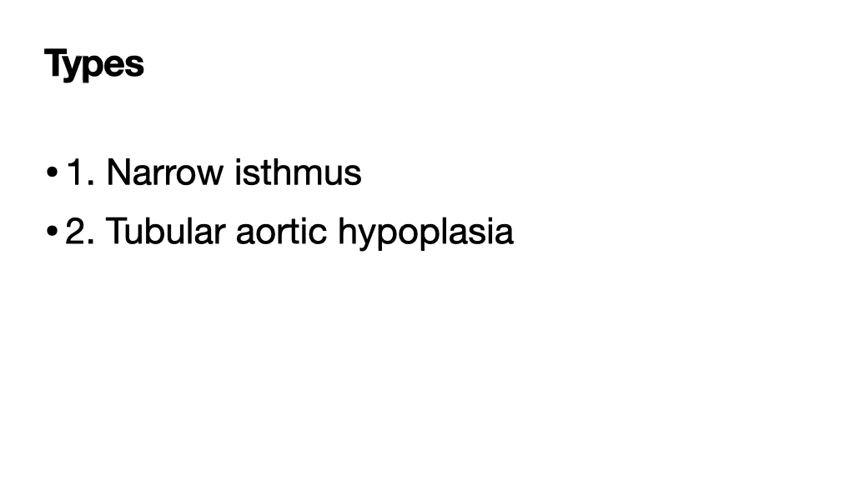 Types
• 1. Narrow isthmus
• 2. Tubular aortic hypoplasia